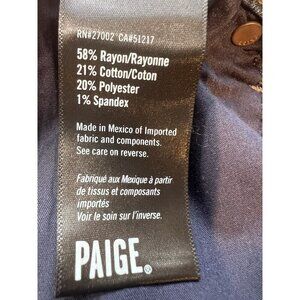 RN#27002 CA#51217
58% Rayon/Rayonne
21% Cotton/Coton
20% Polyester
1% Spandex
Made in Mexico of Imported
fabric and components.
See care on reverse.
Fabriqué aux Mexique à partir
de tissus et composants
importés
Voir le soin sur l'inverse.
PAIGE®